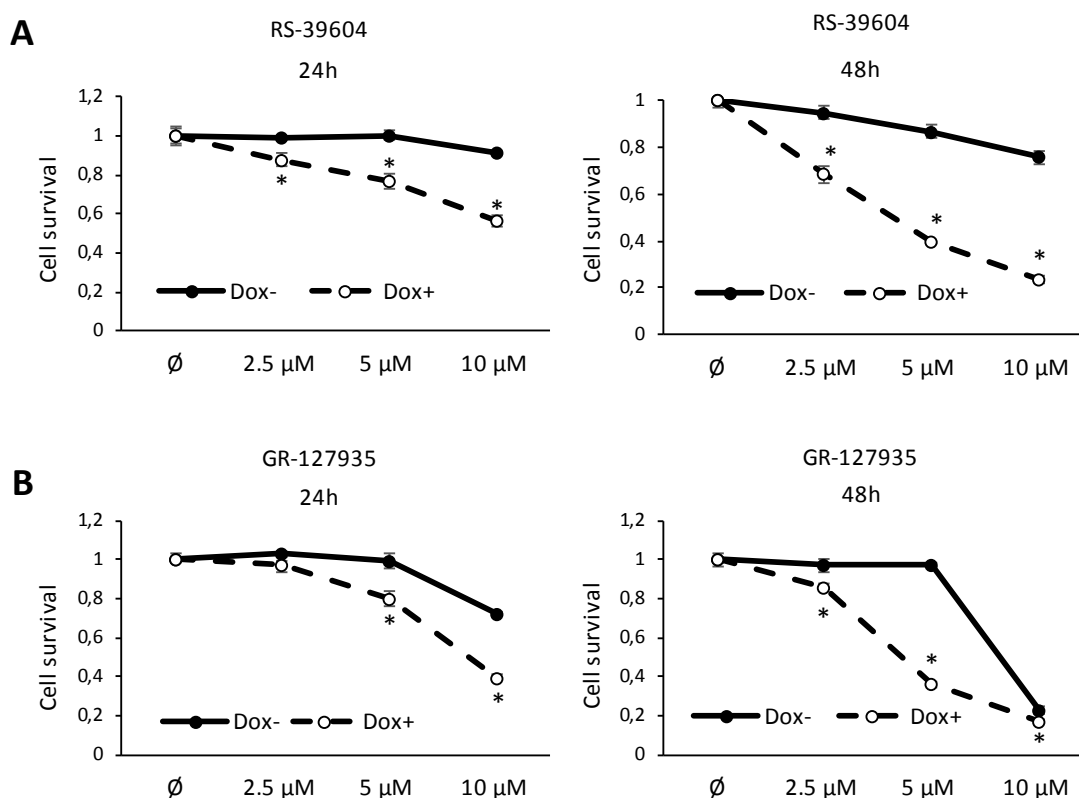 A
RS-39604
24h
Cell survival
1,2
1
0,8
0,6
0,4
0,2
0
* * *
Dox- Dox+
Ø 2.5 µM 5 µM 10 µM
RS-39604
48h
Cell survival
1
0,8
0,6
0,4
0,2
0
* * *
Dox- Dox+
Ø 2.5 µM 5 µM 10 µM
B
GR-127935
24h
Cell survival
1,2
1
0,8
0,6
0,4
0,2
0
* *
Dox- Dox+
Ø 2.5 µM 5 µM 10 µM
GR-127935
48h
Cell survival
1,2
1
0,8
0,6
0,4
0,2
0
* * *
Dox- Dox+
Ø 2.5 µM 5 µM 10 µM